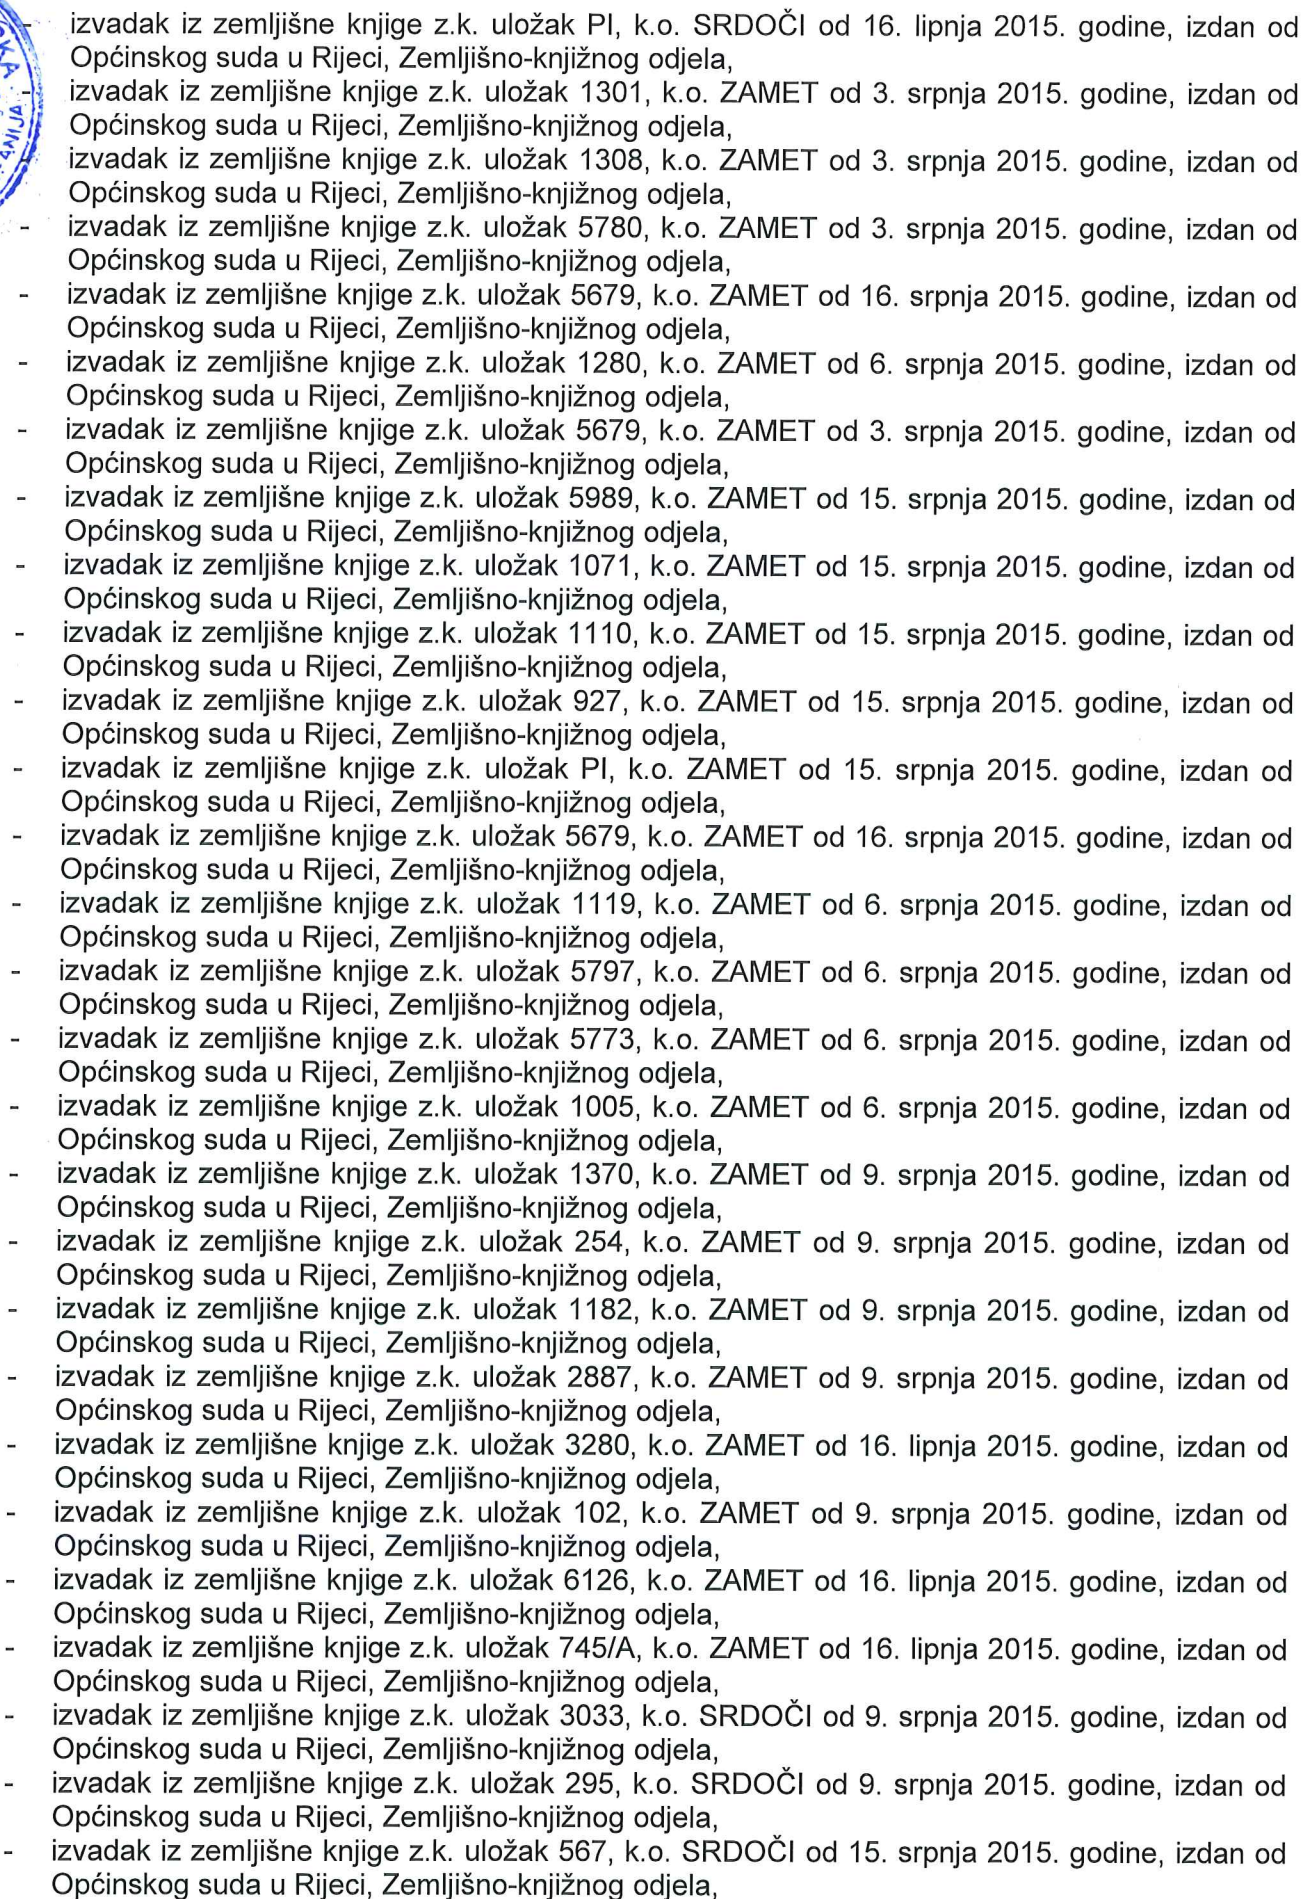 - izvadak iz zemljišne knjige z.k. uložak PI, k.o. SRDOČI od 16. lipnja 2015. godine, izdan od
Općinskog suda u Rijeci, Zemljišno-knjižnog odjela,
- izvadak iz zemljišne knjige z.k. uložak 1301, k.o. ZAMET od 3. srpnja 2015. godine, izdan od
Općinskog suda u Rijeci, Zemljišno-knjižnog odjela,
- izvadak iz zemljišne knjige z.k. uložak 1308, k.o. ZAMET od 3. srpnja 2015. godine, izdan od
Općinskog suda u Rijeci, Zemljišno-knjižnog odjela,
- izvadak iz zemljišne knjige z.k. uložak 5780, k.o. ZAMET od 3. srpnja 2015. godine, izdan od
Općinskog suda u Rijeci, Zemljišno-knjižnog odjela,
- izvadak iz zemljišne knjige z.k. uložak 5679, k.o. ZAMET od 16. srpnja 2015. godine, izdan od
Općinskog suda u Rijeci, Zemljišno-knjižnog odjela,
- izvadak iz zemljišne knjige z.k. uložak 1280, k.o. ZAMET od 6. srpnja 2015. godine, izdan od
Općinskog suda u Rijeci, Zemljišno-knjižnog odjela,
- izvadak iz zemljišne knjige z.k. uložak 5679, k.o. ZAMET od 3. srpnja 2015. godine, izdan od
Općinskog suda u Rijeci, Zemljišno-knjižnog odjela,
- izvadak iz zemljišne knjige z.k. uložak 5989, k.o. ZAMET od 15. srpnja 2015. godine, izdan od
Općinskog suda u Rijeci, Zemljišno-knjižnog odjela,
- izvadak iz zemljišne knjige z.k. uložak 1071, k.o. ZAMET od 15. srpnja 2015. godine, izdan od
Općinskog suda u Rijeci, Zemljišno-knjižnog odjela,
- izvadak iz zemljišne knjige z.k. uložak 1110, k.o. ZAMET od 15. srpnja 2015. godine, izdan od
Općinskog suda u Rijeci, Zemljišno-knjižnog odjela,
- izvadak iz zemljišne knjige z.k. uložak 927, k.o. ZAMET od 15. srpnja 2015. godine, izdan od
Općinskog suda u Rijeci, Zemljišno-knjižnog odjela,
- izvadak iz zemljišne knjige z.k. uložak PI, k.o. ZAMET od 15. srpnja 2015. godine, izdan od
Općinskog suda u Rijeci, Zemljišno-knjižnog odjela,
- izvadak iz zemljišne knjige z.k. uložak 5679, k.o. ZAMET od 16. srpnja 2015. godine, izdan od
Općinskog suda u Rijeci, Zemljišno-knjižnog odjela,
- izvadak iz zemljišne knjige z.k. uložak 1119, k.o. ZAMET od 6. srpnja 2015. godine, izdan od
Općinskog suda u Rijeci, Zemljišno-knjižnog odjela,
- izvadak iz zemljišne knjige z.k. uložak 5797, k.o. ZAMET od 6. srpnja 2015. godine, izdan od
Općinskog suda u Rijeci, Zemljišno-knjižnog odjela,
- izvadak iz zemljišne knjige z.k. uložak 5773, k.o. ZAMET od 6. srpnja 2015. godine, izdan od
Općinskog suda u Rijeci, Zemljišno-knjižnog odjela,
- izvadak iz zemljišne knjige z.k. uložak 1005, k.o. ZAMET od 6. srpnja 2015. godine, izdan od
Općinskog suda u Rijeci, Zemljišno-knjižnog odjela,
- izvadak iz zemljišne knjige z.k. uložak 1370, k.o. ZAMET od 9. srpnja 2015. godine, izdan od
Općinskog suda u Rijeci, Zemljišno-knjižnog odjela,
- izvadak iz zemljišne knjige z.k. uložak 254, k.o. ZAMET od 9. srpnja 2015. godine, izdan od
Općinskog suda u Rijeci, Zemljišno-knjižnog odjela,
- izvadak iz zemljišne knjige z.k. uložak 1182, k.o. ZAMET od 9. srpnja 2015. godine, izdan od
Općinskog suda u Rijeci, Zemljišno-knjižnog odjela,
- izvadak iz zemljišne knjige z.k. uložak 2887, k.o. ZAMET od 9. srpnja 2015. godine, izdan od
Općinskog suda u Rijeci, Zemljišno-knjižnog odjela,
- izvadak iz zemljišne knjige z.k. uložak 3280, k.o. ZAMET od 16. lipnja 2015. godine, izdan od
Općinskog suda u Rijeci, Zemljišno-knjižnog odjela,
- izvadak iz zemljišne knjige z.k. uložak 102, k.o. ZAMET od 9. srpnja 2015. godine, izdan od
Općinskog suda u Rijeci, Zemljišno-knjižnog odjela,
- izvadak iz zemljišne knjige z.k. uložak 6126, k.o. ZAMET od 16. lipnja 2015. godine, izdan od
Općinskog suda u Rijeci, Zemljišno-knjižnog odjela,
- izvadak iz zemljišne knjige z.k. uložak 745/A, k.o. ZAMET od 16. lipnja 2015. godine, izdan od
Općinskog suda u Rijeci, Zemljišno-knjižnog odjela,
- izvadak iz zemljišne knjige z.k. uložak 3033, k.o. SRDOČI od 9. srpnja 2015. godine, izdan od
Općinskog suda u Rijeci, Zemljišno-knjižnog odjela,
- izvadak iz zemljišne knjige z.k. uložak 295, k.o. SRDOČI od 9. srpnja 2015. godine, izdan od
Općinskog suda u Rijeci, Zemljišno-knjižnog odjela,
- izvadak iz zemljišne knjige z.k. uložak 567, k.o. SRDOČI od 15. srpnja 2015. godine, izdan od
Općinskog suda u Rijeci, Zemljišno-knjižnog odjela,